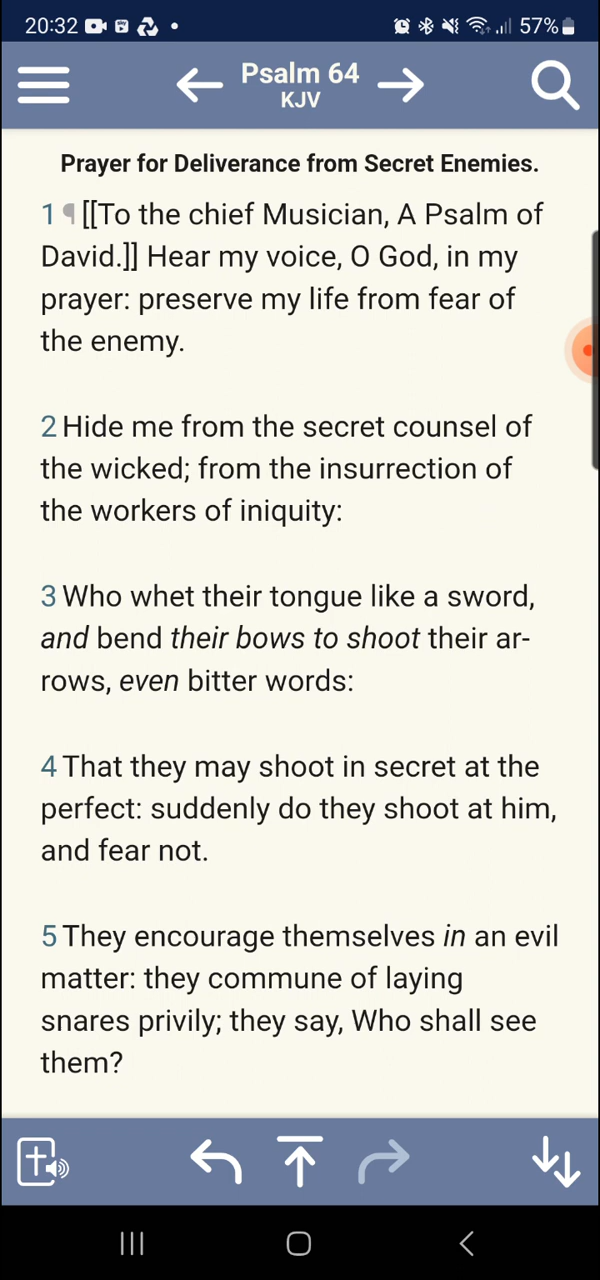 20:32 57%
Psalm 64
KJV
Prayer for Deliverance from Secret Enemies.
1 ¶ [[To the chief Musician, A Psalm of
David.]] Hear my voice, O God, in my
prayer: preserve my life from fear of
the enemy.
2 Hide me from the secret counsel of
the wicked; from the insurrection of
the workers of iniquity:
3 Who whet their tongue like a sword,
and bend their bows to shoot their ar-
rows, even bitter words:
4 That they may shoot in secret at the
perfect: suddenly do they shoot at him,
and fear not.
5 They encourage themselves in an evil
matter: they commune of laying
snares privily; they say, Who shall see
them?